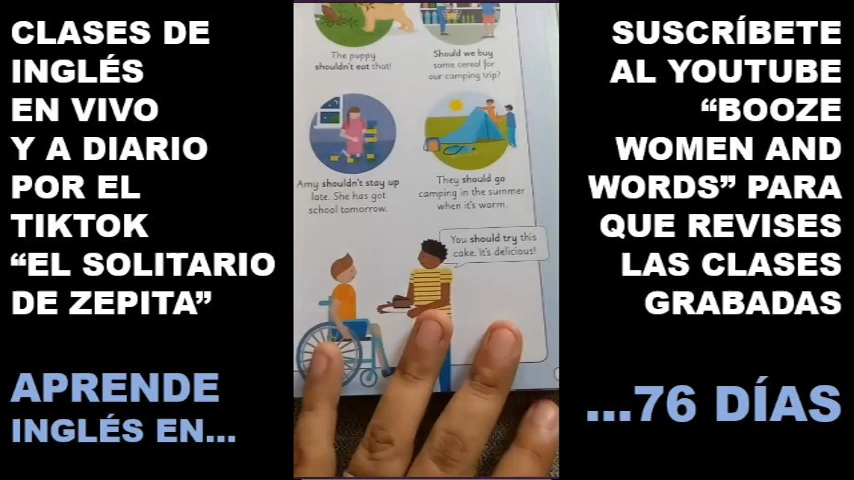 CLASES DE
INGLÉS
EN VIVO
Y A DIARIO
POR EL
TIKTOK
“EL SOLITARIO
DE ZEPITA”
APRENDE
INGLÉS EN...
The puppy
shouldn't eat that!
Should we buy
some cereal for
our camping trip?
Amy shouldn't stay up
late. She has got
school tomorrow.
They should go
camping in the summer
when it's warm.
You should try this
cake. It's delicious!
SUSCRÍBETE
AL YOUTUBE
“BOOZE
WOMEN AND
WORDS” PARA
QUE REVISES
LAS CLASES
GRABADAS
...76 DÍAS